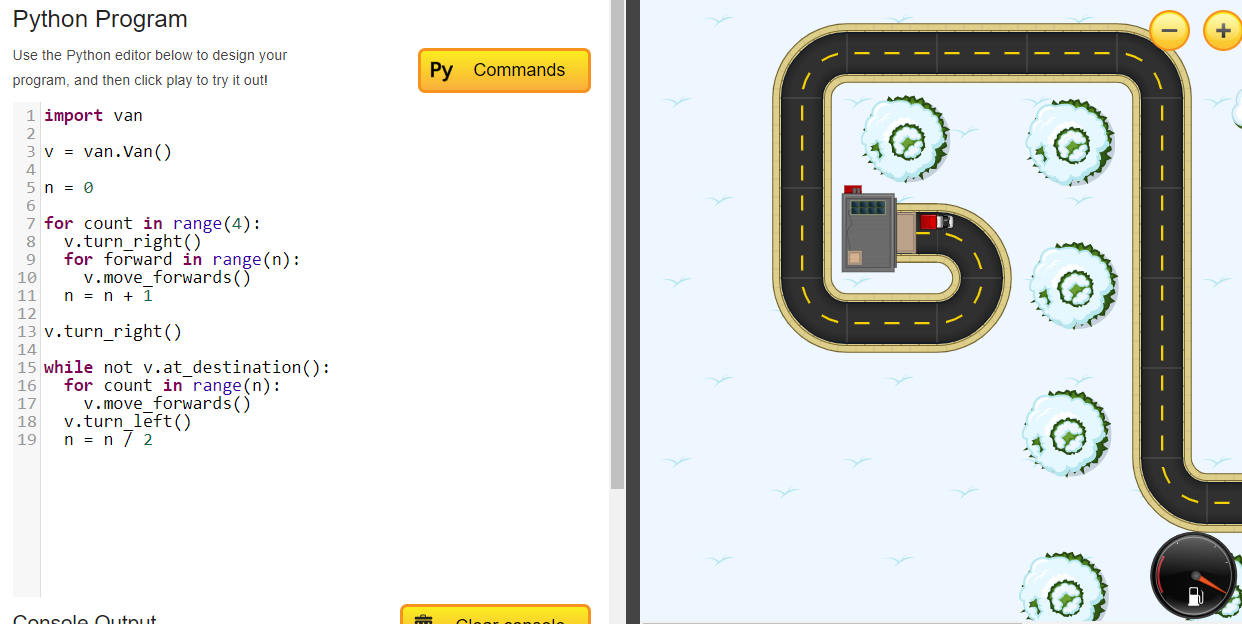 Python Program
Use the Python editor below to design your
program, and then click play to try it out!
Py Commands
1 import van
2
3 v = van.Van()
4
5 n = 0
6
7 for count in range(4):
8   v.turn_right()
9   for forward in range(n):
10     v.move_forwards()
11   n = n + 1
12
13 v.turn_right()
14
15 while not v.at_destination():
16   for count in range(n):
17     v.move_forwards()
18   v.turn_left()
19   n = n / 2
Console Output
Clear console
− +